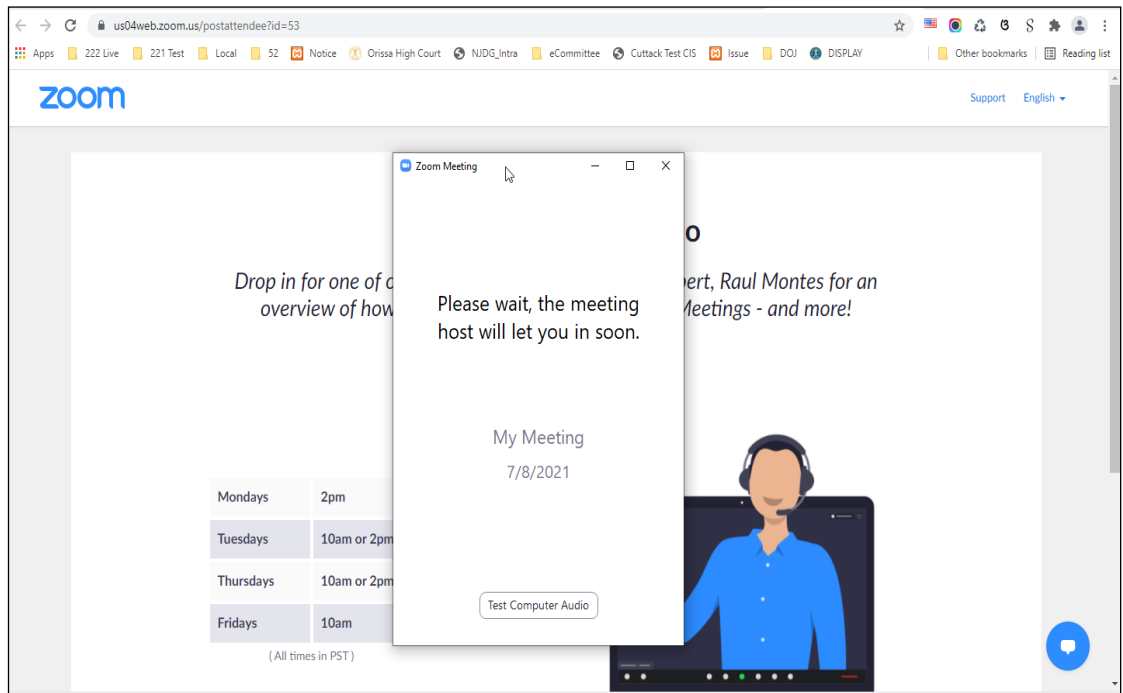 us04web.zoom.us/postattendee?id=53
Apps 222 Live 221 Test Local 52 Notice Orissa High Court NJDG_Intra eCommittee Cuttack Test CIS Issue DOJ DISPLAY Other bookmarks Reading list
zoom
Support English
Zoom Meeting
Drop in for one of
Raul Montes for an
overview of how
Meetings - and more!
Please wait, the meeting
host will let you in soon.
My Meeting
7/8/2021
Mondays 2pm
Tuesdays 10am or 2pm
Thursdays 10am or 2pm
Fridays 10am
(All times in PST)
Test Computer Audio